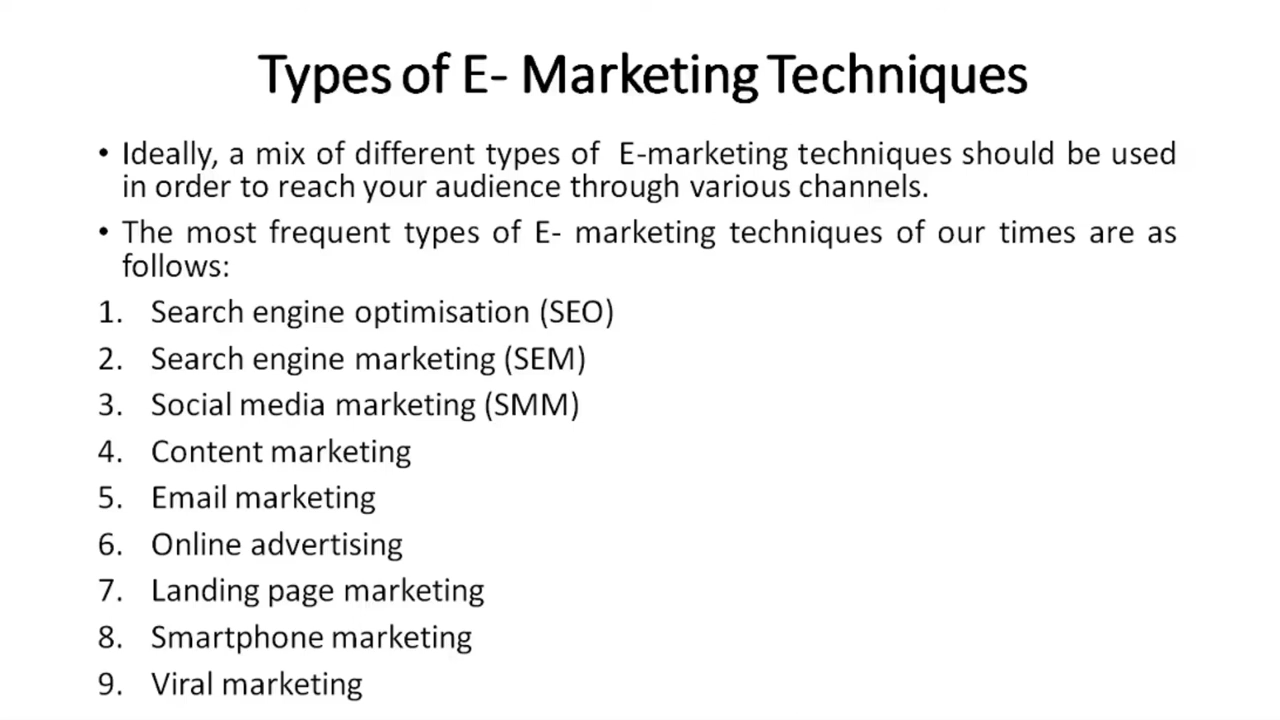 Types of E- Marketing Techniques
• Ideally, a mix of different types of E-marketing techniques should be used
in order to reach your audience through various channels.
• The most frequent types of E- marketing techniques of our times are as
follows:
1. Search engine optimisation (SEO)
2. Search engine marketing (SEM)
3. Social media marketing (SMM)
4. Content marketing
5. Email marketing
6. Online advertising
7. Landing page marketing
8. Smartphone marketing
9. Viral marketing